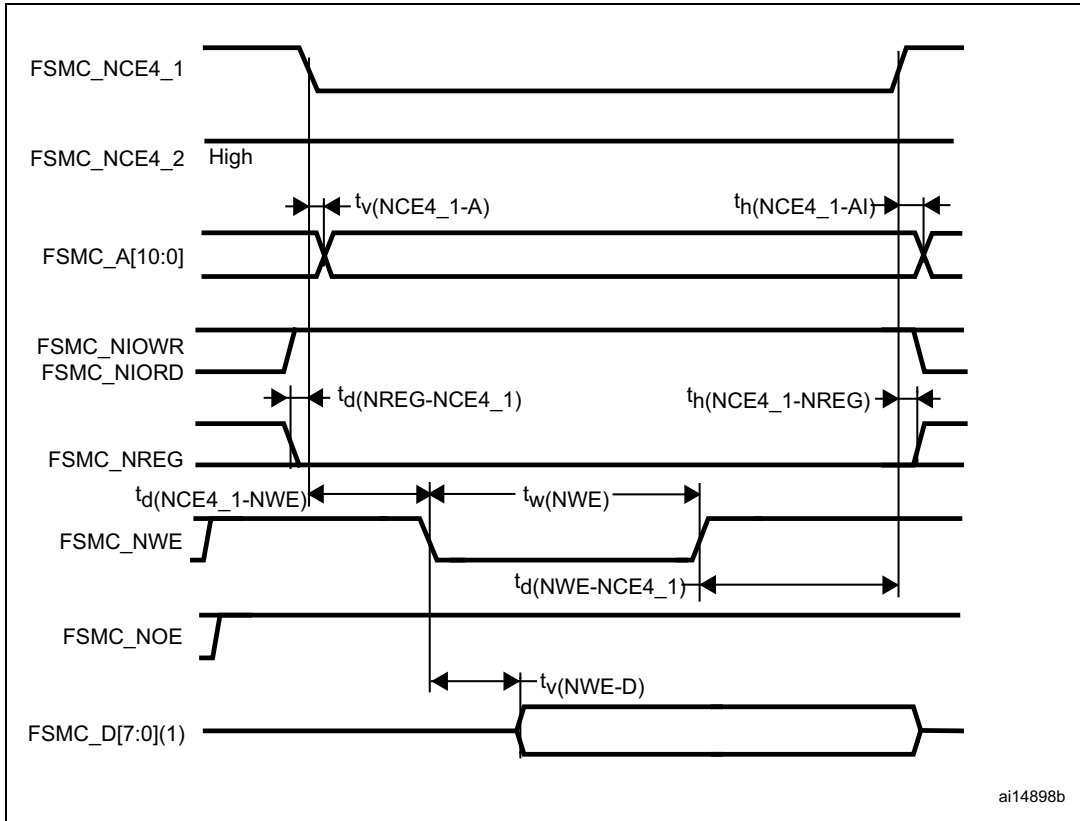 FSMC_NCE4_1
FSMC_NCE4_2 High
tv(NCE4_1-A) th(NCE4_1-AI)
FSMC_A[10:0]
FSMC_NIOWR
FSMC_NIORD
td(NREG-NCE4_1) th(NCE4_1-NREG)
FSMC_NREG
td(NCE4_1-NWE) tw(NWE)
FSMC_NWE
td(NWE-NCE4_1)
FSMC_NOE
tv(NWE-D)
FSMC_D[7:0](1)
ai14898b